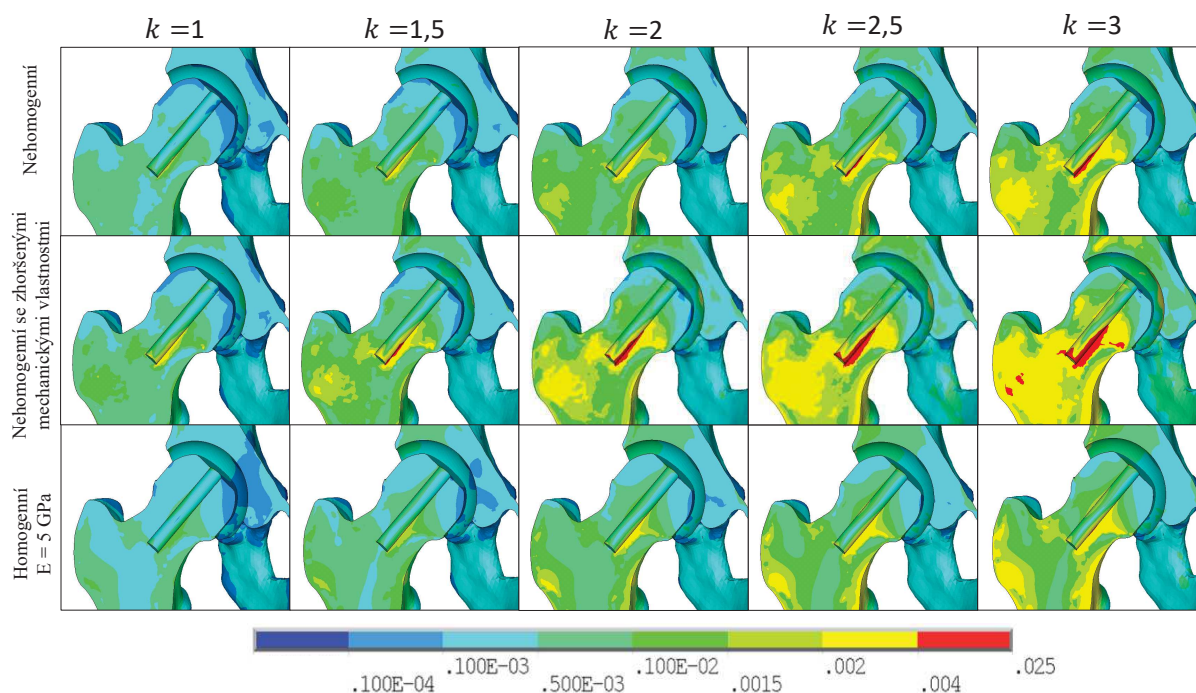 k =1
k =1,5
k =2
k =2,5
k =3
Nehomogenní
Nehomogenní se zhoršenými
mechanickými vlastnostmi
Homogenní
E = 5 GPa
.100E-03
.100E-02
.002
.025
.100E-04
.500E-03
.0015
.004